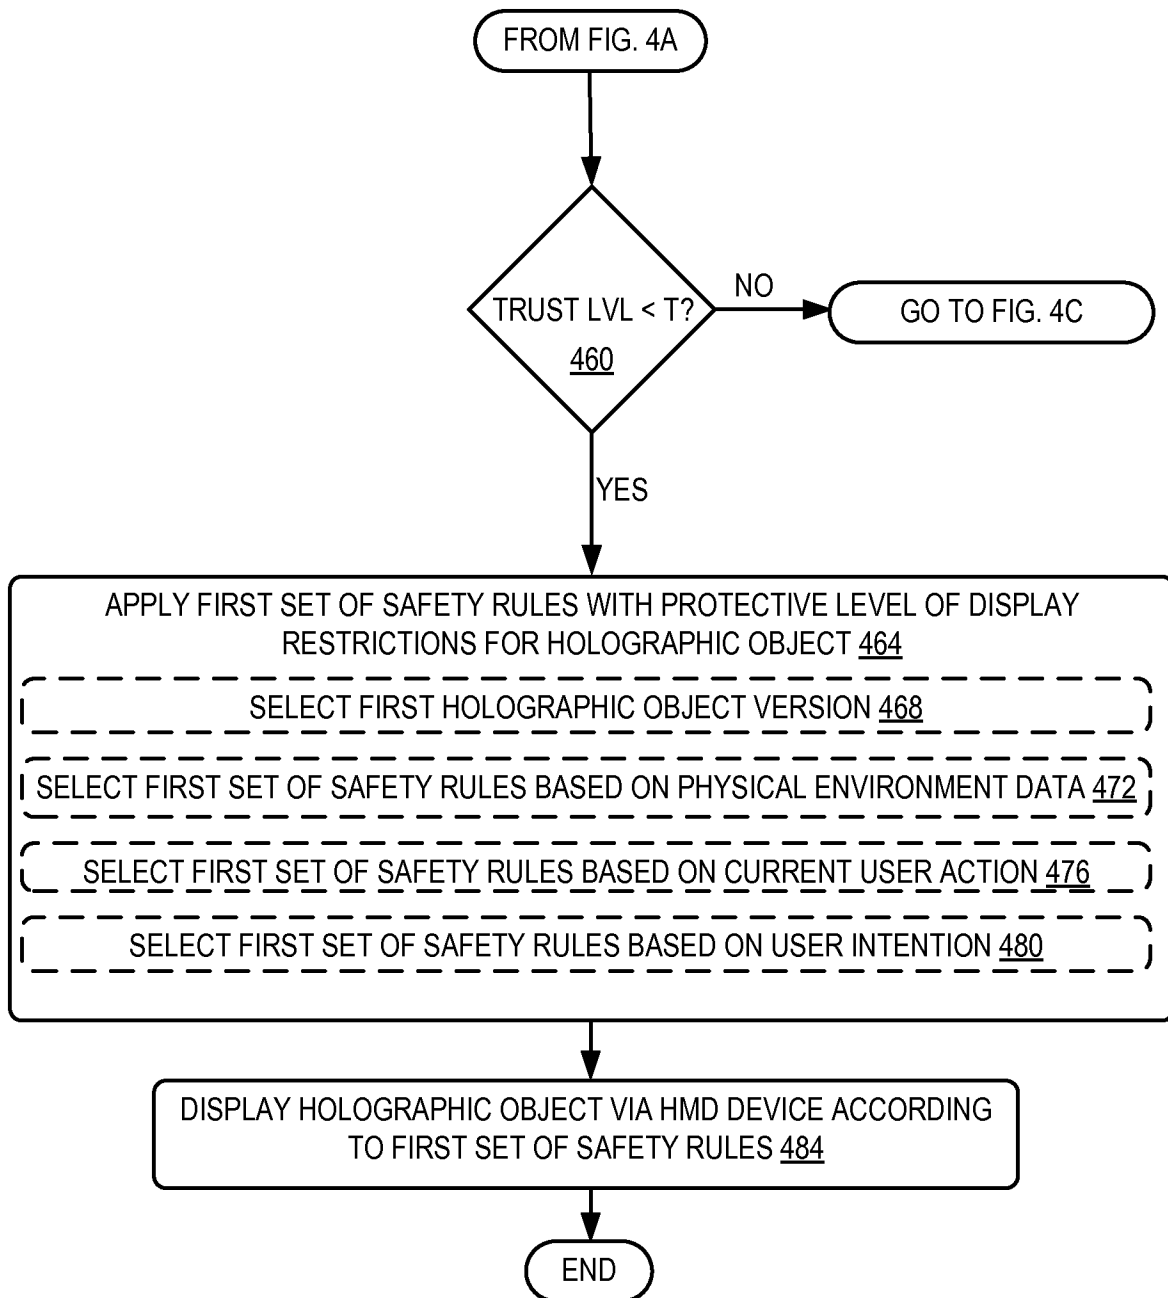 FROM FIG. 4A
TRUST LVL < T?
460
NO
GO TO FIG. 4C
YES
APPLY FIRST SET OF SAFETY RULES WITH PROTECTIVE LEVEL OF DISPLAY
RESTRICTIONS FOR HOLOGRAPHIC OBJECT 464
SELECT FIRST HOLOGRAPHIC OBJECT VERSION 468
SELECT FIRST SET OF SAFETY RULES BASED ON PHYSICAL ENVIRONMENT DATA 472
SELECT FIRST SET OF SAFETY RULES BASED ON CURRENT USER ACTION 476
SELECT FIRST SET OF SAFETY RULES BASED ON USER INTENTION 480
DISPLAY HOLOGRAPHIC OBJECT VIA HMD DEVICE ACCORDING
TO FIRST SET OF SAFETY RULES 484
END